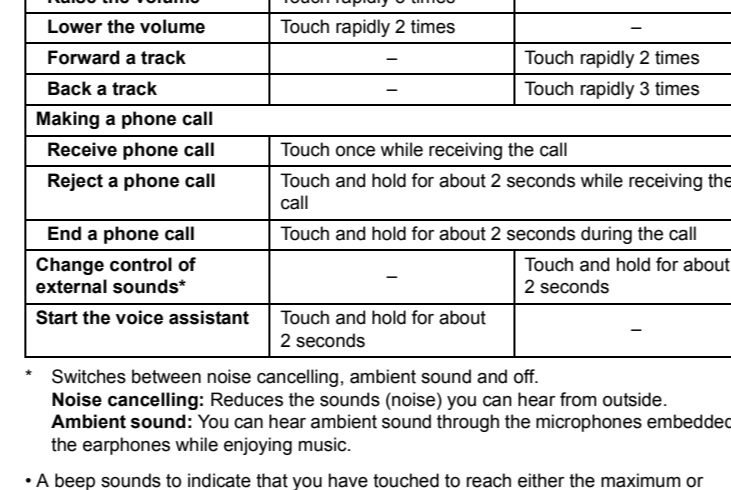 Lower the volume Touch rapidly 2 times –
Forward a track – Touch rapidly 2 times
Back a track – Touch rapidly 3 times
Making a phone call
Receive phone call Touch once while receiving the call
Reject a phone call Touch and hold for about 2 seconds while receiving the
call
End a phone call Touch and hold for about 2 seconds during the call
Change control of
external sounds*
–
Touch and hold for about
2 seconds
Start the voice assistant
Touch and hold for about
2 seconds
–
* Switches between noise cancelling, ambient sound and off.
Noise cancelling: Reduces the sounds (noise) you can hear from outside.
Ambient sound: You can hear ambient sound through the microphones embedded
the earphones while enjoying music.
• A beep sounds to indicate that you have touched to reach either the maximum or